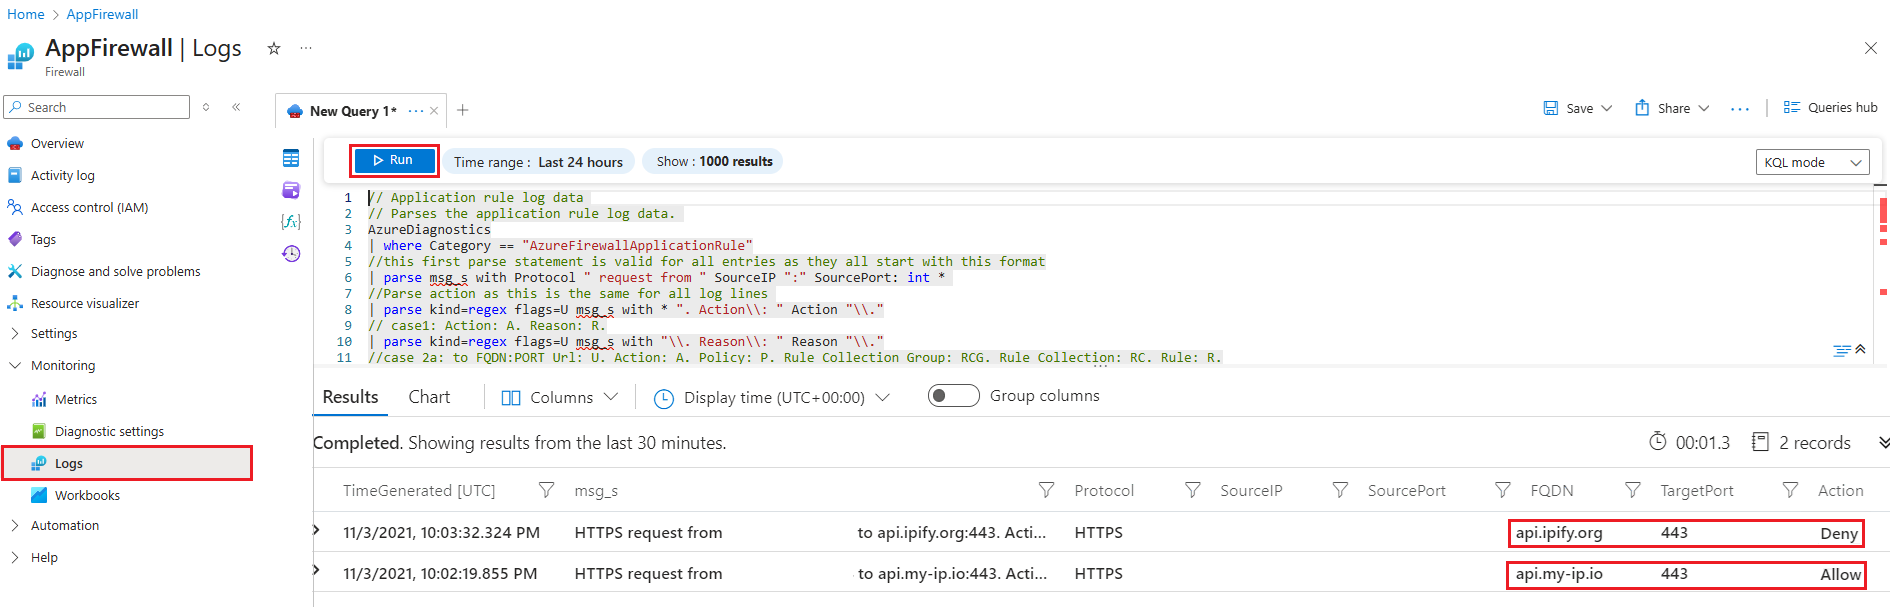 Home > AppFirewall
AppFirewall | Logs
Firewall
Search
Overview
Activity log
Access control (IAM)
Tags
Diagnose and solve problems
Resource visualizer
Settings
Monitoring
Metrics
Diagnostic settings
Logs
Workbooks
Automation
Help
New Query 1*
Save
Share
Queries hub
Run
Time range : Last 24 hours
Show : 1000 results
KQL mode
1 // Application rule log data
2 // Parses the application rule log data.
3 AzureDiagnostics
4 | where Category == "AzureFirewallApplicationRule"
5 //this first parse statement is valid for all entries as they all start with this format
6 | parse msg_s with Protocol " request from " SourceIP ":" SourcePort: int *
7 //Parse action as this is the same for all log lines
8 | parse kind=regex flags=U msg_s with * ". Action\\: " Action "\\."
9 // case1: Action: A. Reason: R.
10 | parse kind=regex flags=U msg_s with "\\. Reason\\: " Reason "\\."
11 //case 2a: to FQDN:PORT Url: U. Action: A. Policy: P. Rule Collection Group: RCG. Rule Collection: RC. Rule: R.
Results
Chart
Columns
Display time (UTC+00:00)
Group columns
Completed. Showing results from the last 30 minutes.
00:01.3
2 records
TimeGenerated [UTC] msg_s Protocol SourceIP SourcePort FQDN TargetPort Action
11/3/2021, 10:03:32.324 PM HTTPS request from to api.ipify.org:443. Acti... HTTPS api.ipify.org 443 Deny
11/3/2021, 10:02:19.855 PM HTTPS request from to api.my-ip.io:443. Acti... HTTPS api.my-ip.io 443 Allow